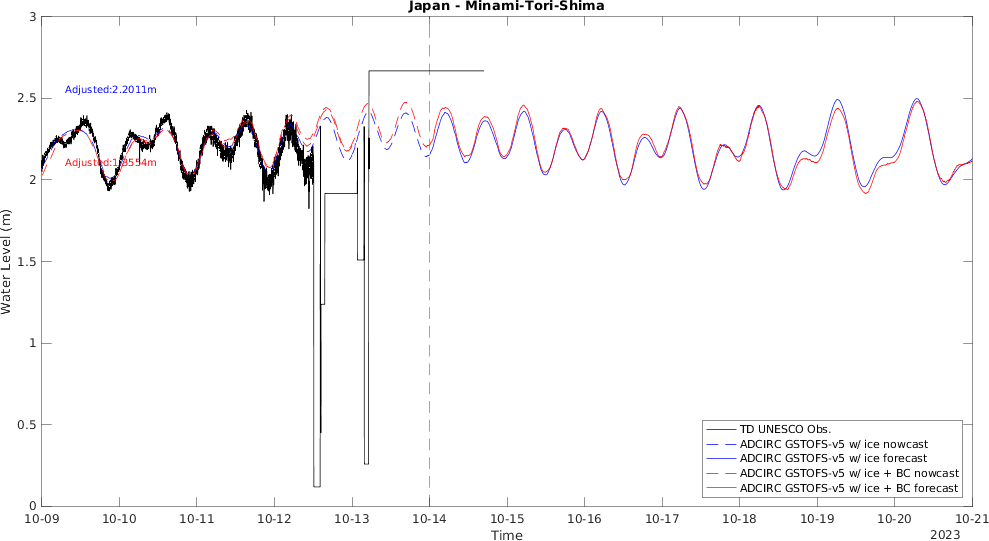 Japan - Minami-Tori-Shima
Water Level (m)
3
2.5
2
1.5
1
0.5
0
Adjusted:2.2011m
TD UNESCO Obs.
ADCIRC GSTOFS-v5 w/ ice nowcast
ADCIRC GSTOFS-v5 w/ ice forecast
ADCIRC GSTOFS-v5 w/ ice + BC nowcast
ADCIRC GSTOFS-v5 w/ ice + BC forecast
10-09 10-10 10-11 10-12 10-13 10-14 10-15 10-16 10-17 10-18 10-19 10-20 10-21
Time
2023